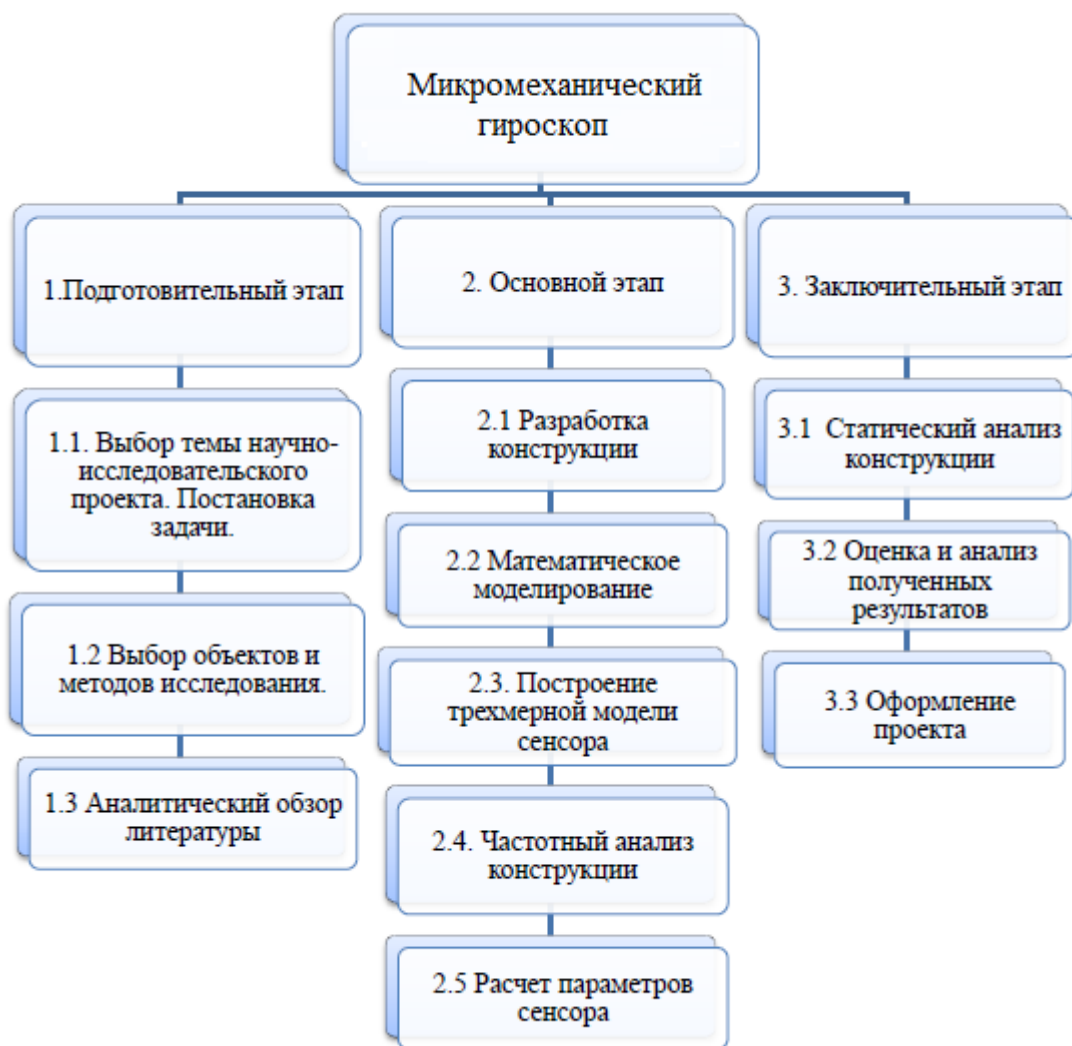 Микромеханический
гироскоп
1.Подготовительный этап
1.1. Выбор темы научно-
исследовательского
проекта. Постановка
задачи.
1.2 Выбор объектов и
методов исследования.
1.3 Аналитический обзор
литературы
2. Основной этап
2.1 Разработка
конструкции
2.2 Математическое
моделирование
2.3. Построение
трехмерной модели
сенсора
2.4. Частотный анализ
конструкции
2.5 Расчет параметров
сенсора
3. Заключительный этап
3.1 Статический анализ
конструкции
3.2 Оценка и анализ
полученных
результатов
3.3 Оформление
проекта